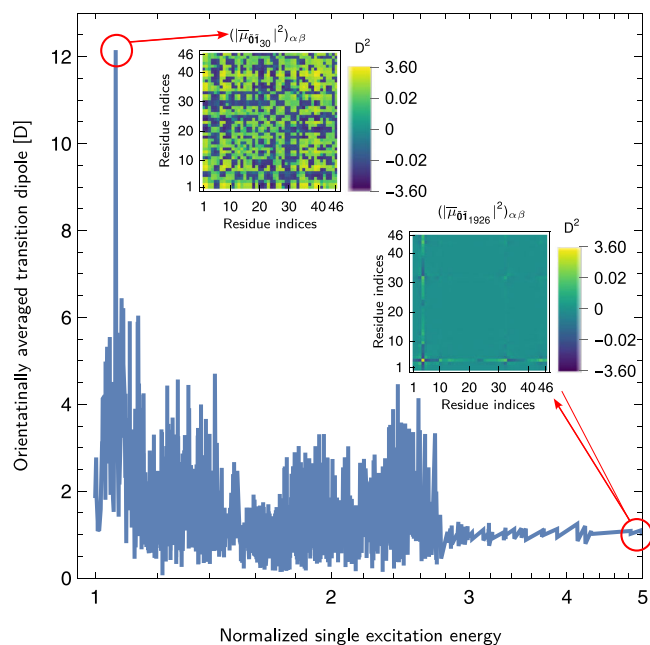 12
10
8
6
4
2
0
Orientatinally averaged transition dipole [D]
1
2
3
4
5
Normalized single excitation energy
(|μ̅_{0̃1̃_{30}}|²)_{αβ}
46
40
30
20
10
1
Residue indices
1 10 20 30 40 46
Residue indices
D²
3.60
0.02
0
−0.02
−3.60
(|μ̅_{0̃1̃_{1926}}|²)_{αβ}
46
40
30
20
10
1
Residue indices
1 10 20 30 40 46
Residue indices
D²
3.60
0.02
0
−0.02
−3.60